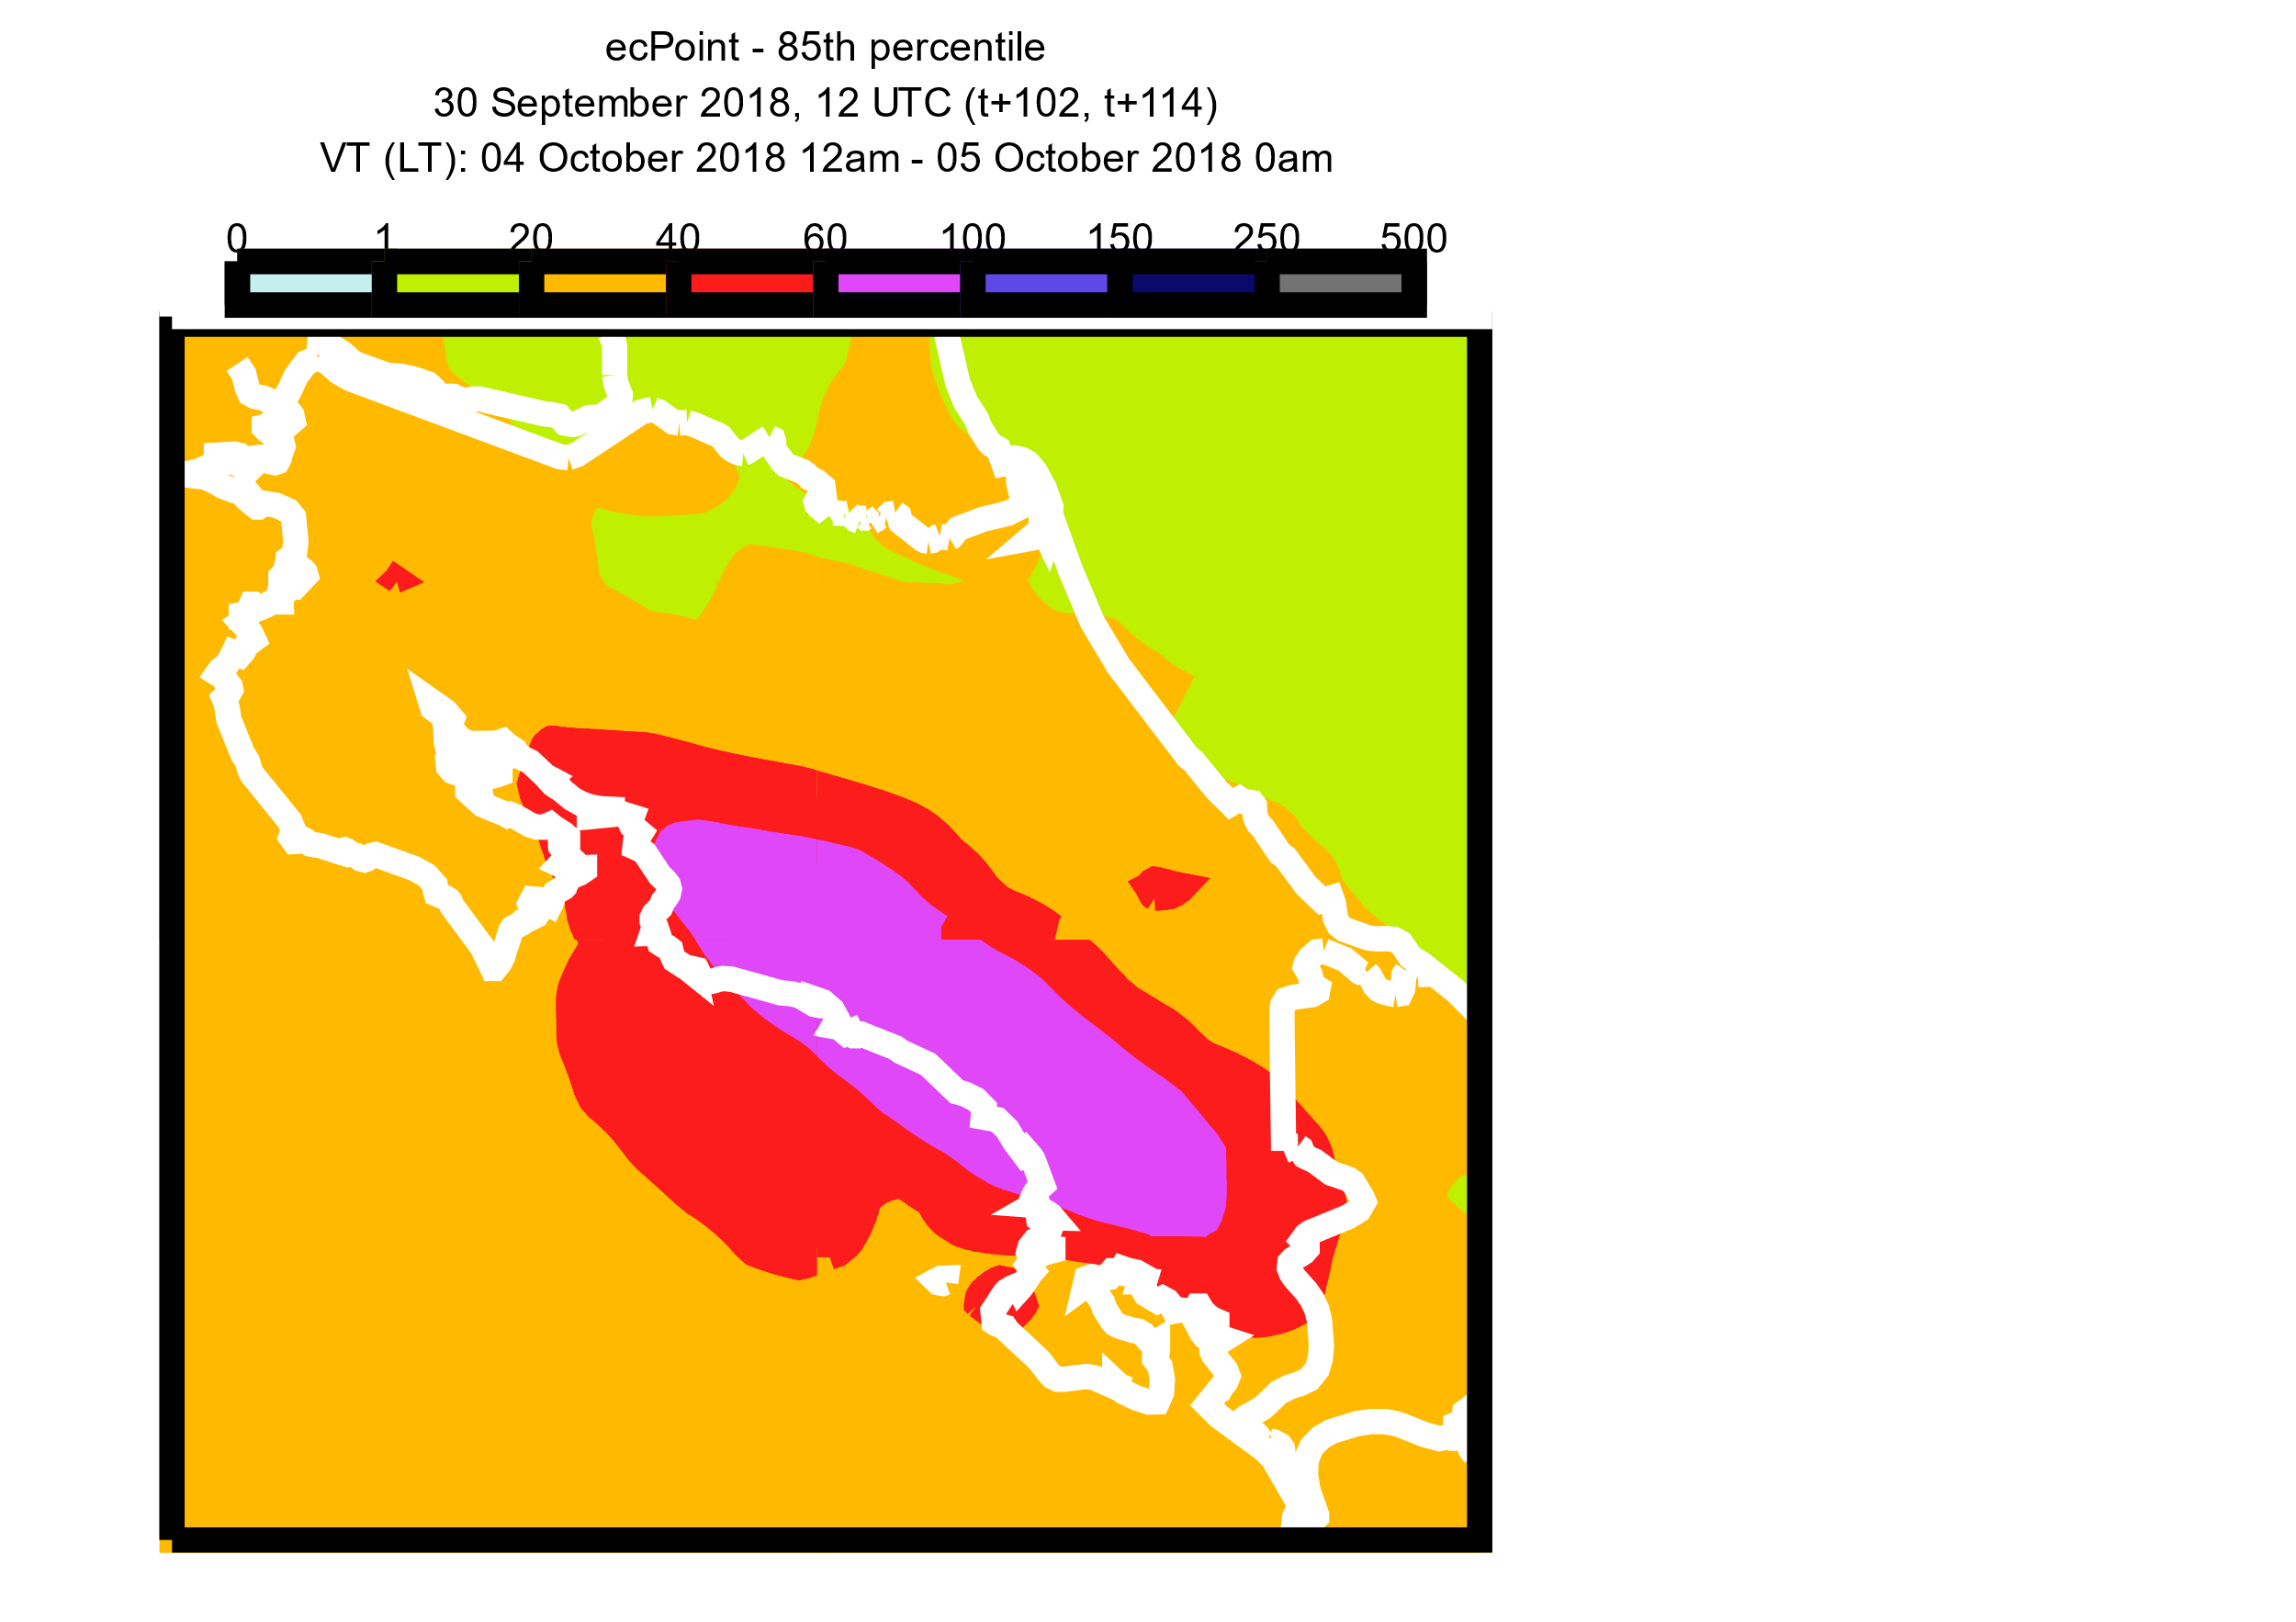 ecPoint - 85th percentile
30 September 2018, 12 UTC (t+102, t+114)
VT (LT): 04 October 2018 12am - 05 October 2018 0am
0 1 20 40 60 100 150 250 500